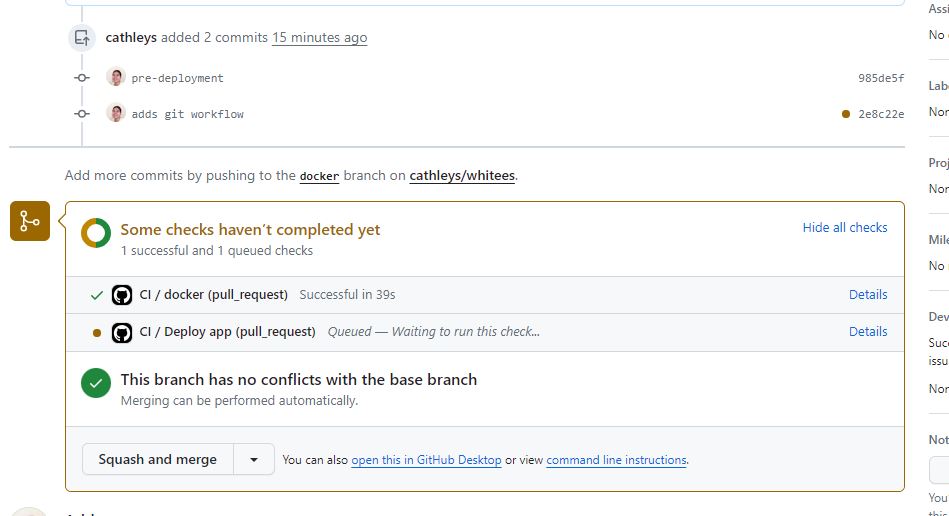 Assi
cathleys added 2 commits 15 minutes ago
No
pre-deployment 985de5f
Labe
adds git workflow 2e8c22e
Non
Proj
Add more commits by pushing to the docker branch on cathleys/whitees.
Non
Some checks haven't completed yet
Hide all checks
1 successful and 1 queued checks
Mile
No
CI / docker (pull_request) Successful in 39s Details
Dev
CI / Deploy app (pull_request) Queued — Waiting to run this check... Details
Succ
issu
This branch has no conflicts with the base branch
Non
Merging can be performed automatically.
Not
Squash and merge
You can also open this in GitHub Desktop or view command line instructions.
You